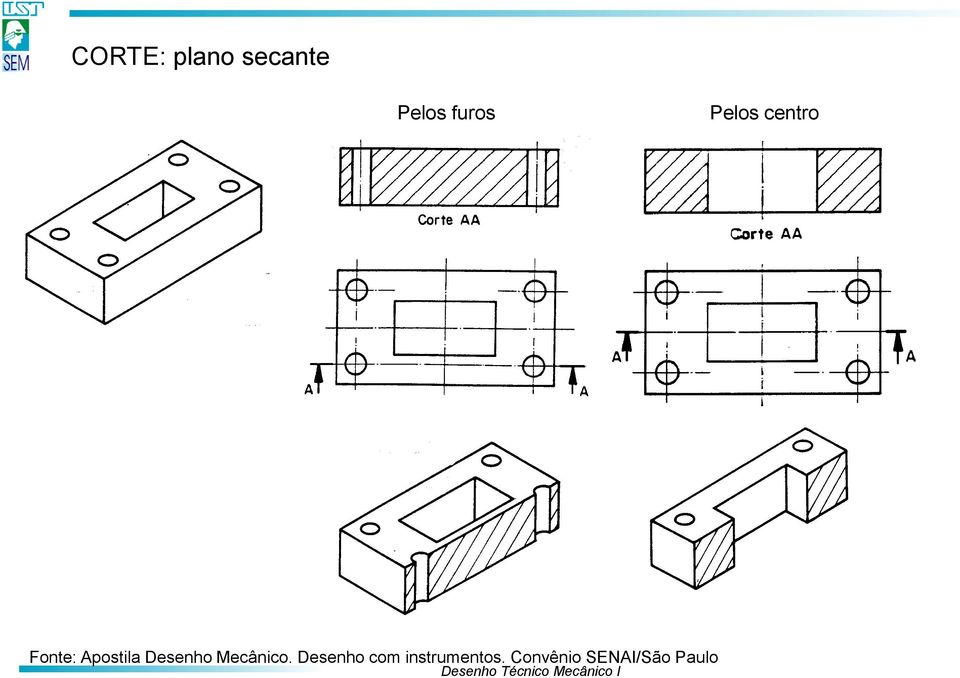 SEM
CORTE: plano secante
Pelos furos
Pelos centro
Corte AA
Corte AA
A A
A A
Fonte: Apostila Desenho Mecânico. Desenho com instrumentos. Convênio SENAI/São Paulo
Desenho Técnico Mecânico I